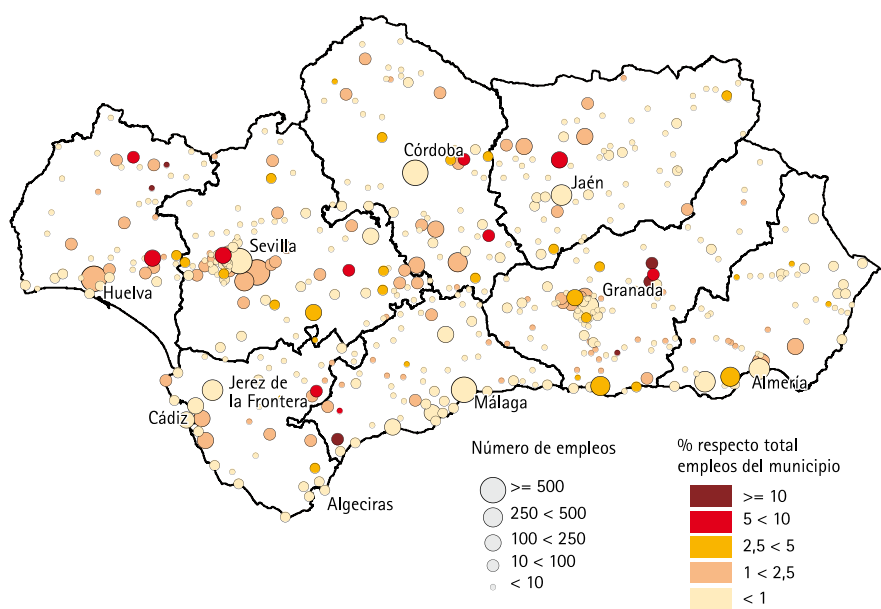 Córdoba
Jaén
Sevilla
Huelva
Granada
Jerez de
la Frontera
Cádiz
Málaga
Almería
Algeciras
Número de empleos
>= 500
250 < 500
100 < 250
10 < 100
< 10
% respecto total
empleos del municipio
>= 10
5 < 10
2,5 < 5
1 < 2,5
< 1